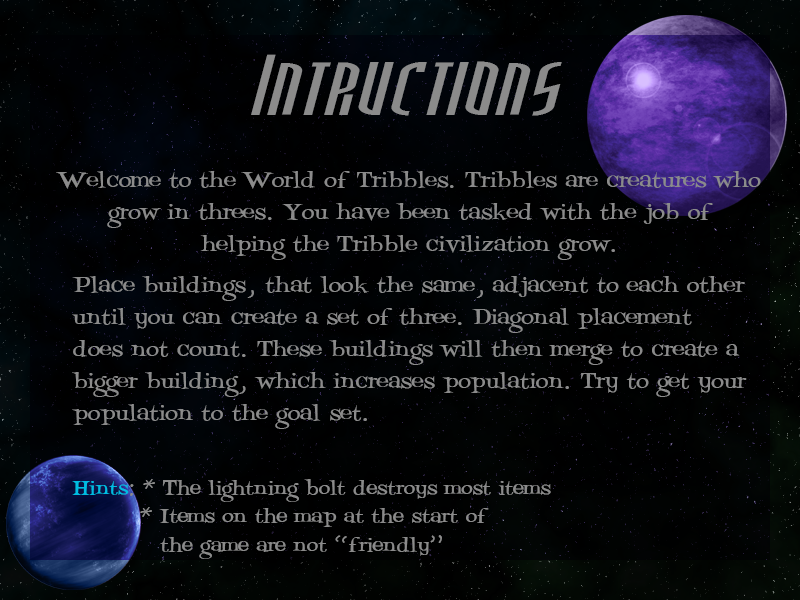 Intructions
Welcome to the World of Tribbles. Tribbles are creatures who
grow in threes. You have been tasked with the job of
helping the Tribble civilization grow.
Place buildings, that look the same, adjacent to each other
until you can create a set of three. Diagonal placement
does not count. These buildings will then merge to create a
bigger building, which increases population. Try to get your
population to the goal set.
Hints: * The lightning bolt destroys most items
* Items on the map at the start of
the game are not “friendly”